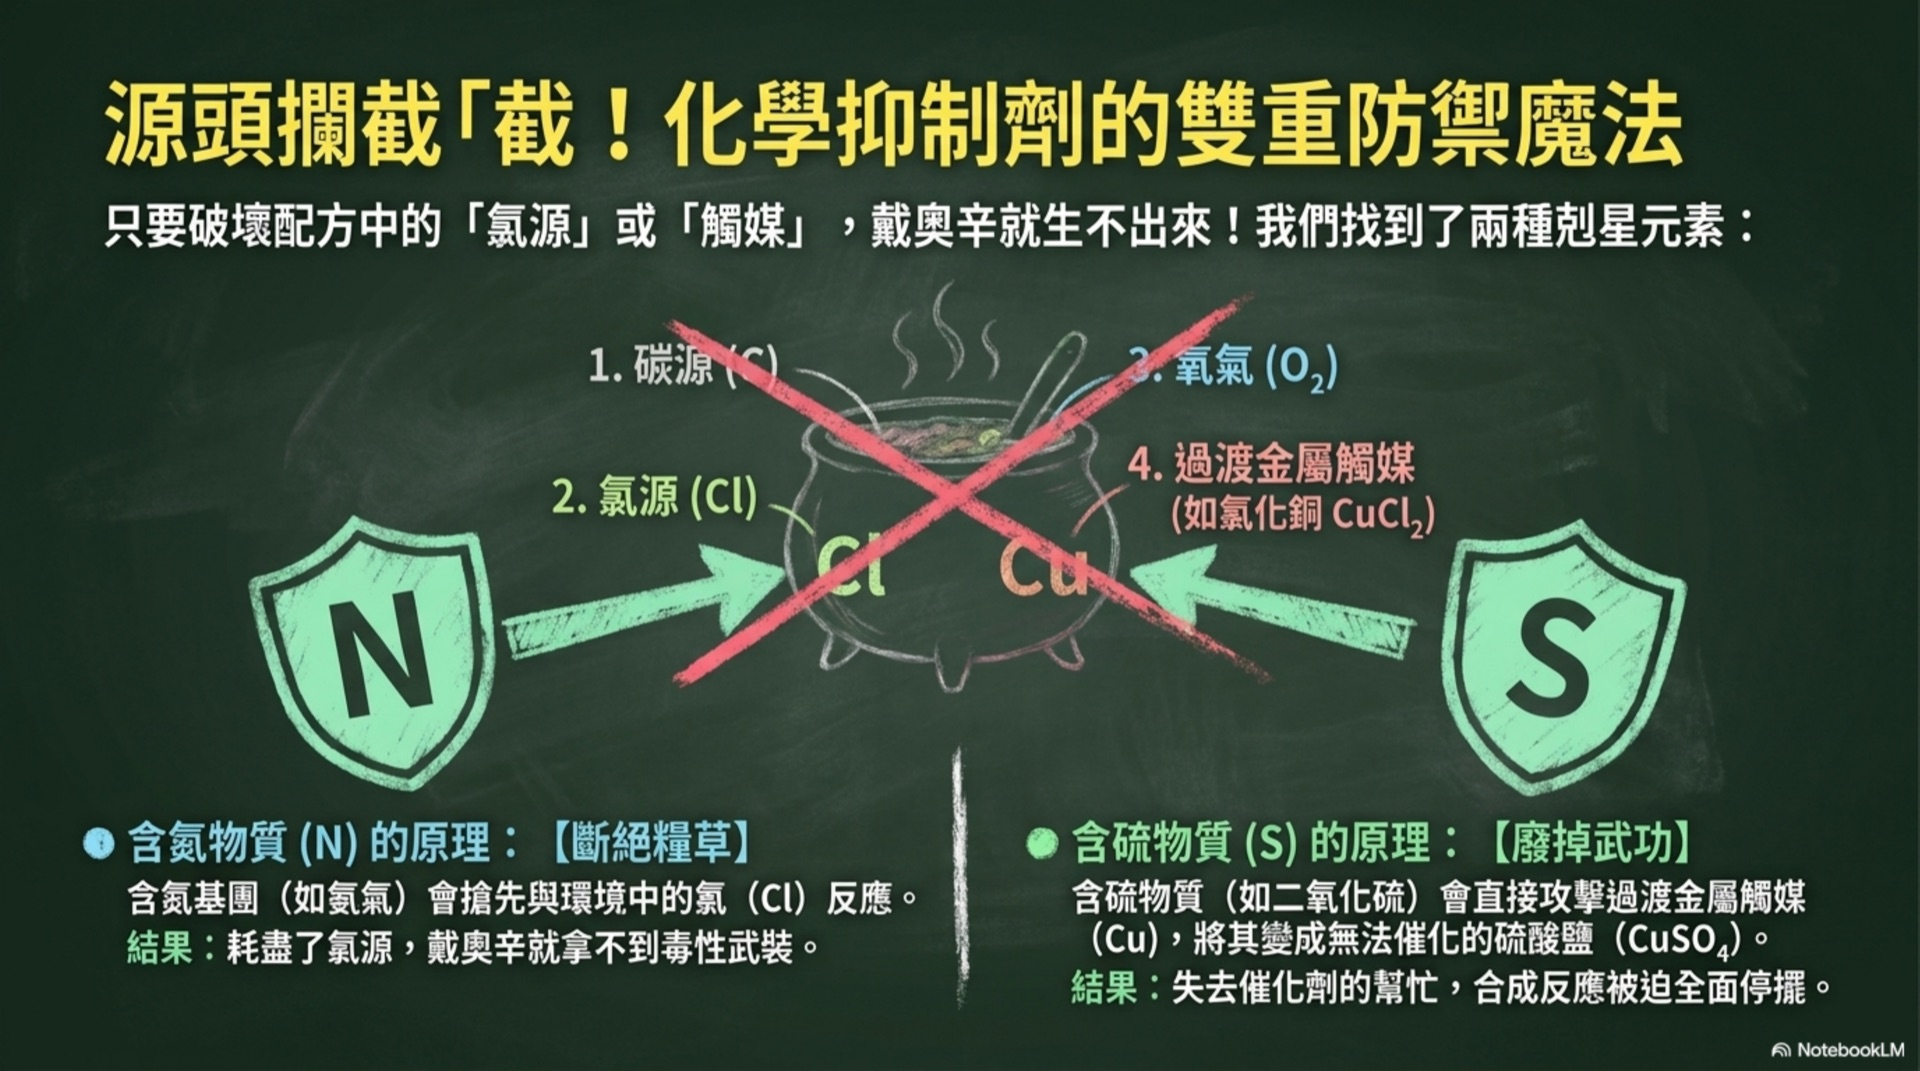 源頭攔截「截！化學抑制劑的雙重防禦魔法
只要破壞配方中的「氯源」或「觸媒」，戴奧辛就生不出來！我們找到了兩種剋星元素：
1. 碳源 (C)
3. 氧氣 (O₂)
2. 氯源 (Cl)
4. 過渡金屬觸媒
(如氯化銅 CuCl₂)
Cl
Cu
N
S
含氮物質 (N) 的原理：【斷絕糧草】
含氮基團（如氨氣）會搶先與環境中的氯（Cl）反應。
結果：耗盡了氯源，戴奧辛就拿不到毒性武裝。
含硫物質 (S) 的原理：【廢掉武功】
含硫物質（如二氧化硫）會直接攻擊過渡金屬觸媒
（Cu)，將其變成無法催化的硫酸鹽（CuSO₄）。
結果：失去催化劑的幫忙，合成反應被迫全面停擺。
NotebookLM